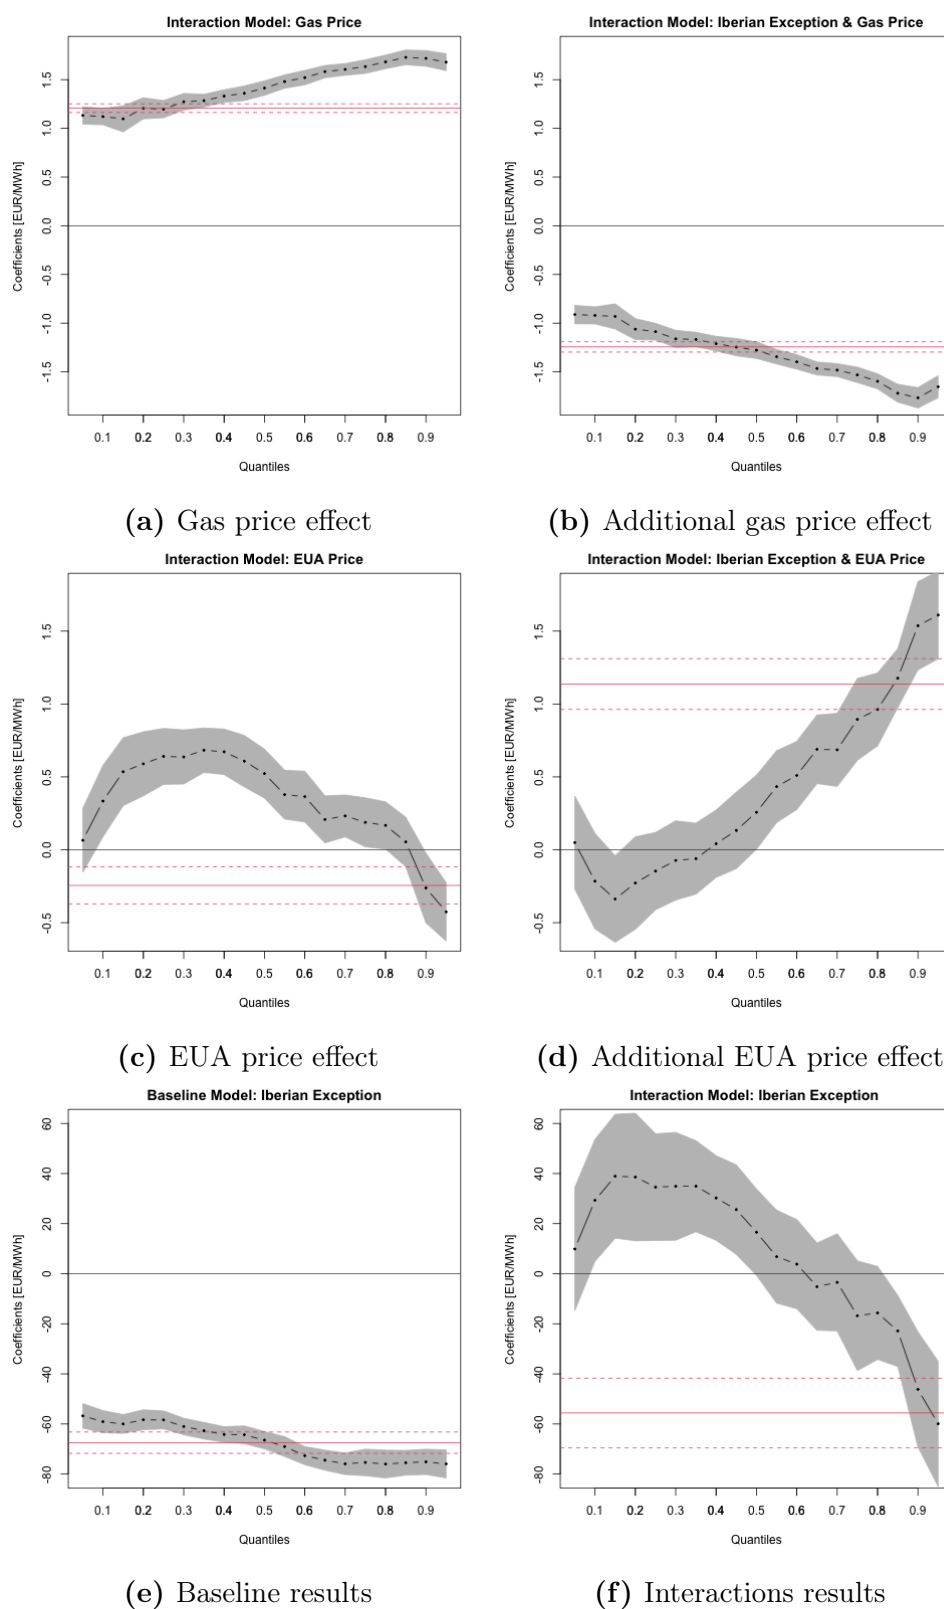 Interaction Model: Gas Price
Coefficients [EUR/MWh]
1.5
1.0
0.5
0.0
-0.5
-1.0
-1.5
0.1 0.2 0.3 0.4 0.5 0.6 0.7 0.8 0.9
Quantiles
(a) Gas price effect
Interaction Model: Iberian Exception & Gas Price
Coefficients [EUR/MWh]
1.5
1.0
0.5
0.0
-0.5
-1.0
-1.5
0.1 0.2 0.3 0.4 0.5 0.6 0.7 0.8 0.9
Quantiles
(b) Additional gas price effect
Interaction Model: EUA Price
Coefficients [EUR/MWh]
1.5
1.0
0.5
0.0
-0.5
0.1 0.2 0.3 0.4 0.5 0.6 0.7 0.8 0.9
Quantiles
(c) EUA price effect
Interaction Model: Iberian Exception & EUA Price
Coefficients [EUR/MWh]
1.5
1.0
0.5
0.0
-0.5
0.1 0.2 0.3 0.4 0.5 0.6 0.7 0.8 0.9
Quantiles
(d) Additional EUA price effect
Baseline Model: Iberian Exception
Coefficients [EUR/MWh]
60
40
20
0
-20
-40
-60
-80
0.1 0.2 0.3 0.4 0.5 0.6 0.7 0.8 0.9
Quantiles
(e) Baseline results
Interaction Model: Iberian Exception
Coefficients [EUR/MWh]
60
40
20
0
-20
-40
-60
-80
0.1 0.2 0.3 0.4 0.5 0.6 0.7 0.8 0.9
Quantiles
(f) Interactions results